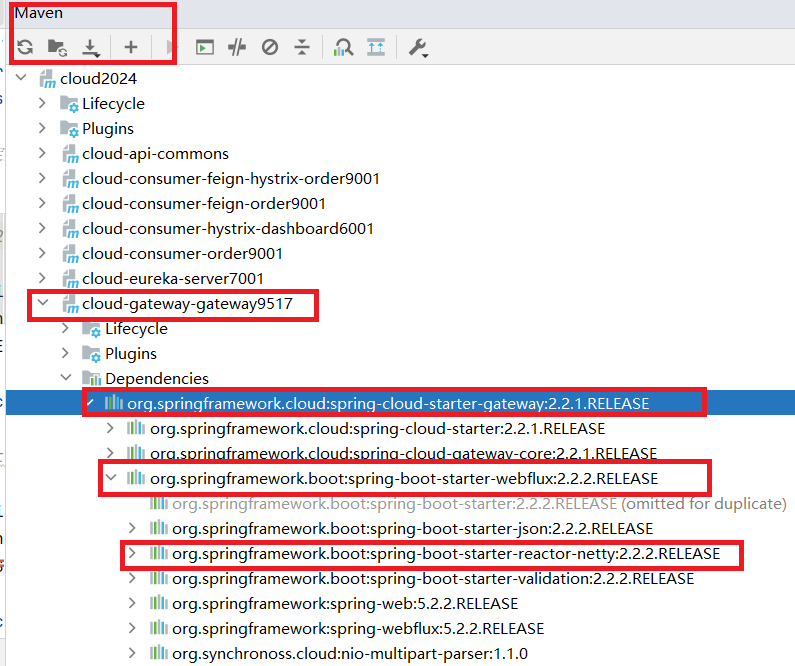 Maven
cloud2024
Lifecycle
Plugins
cloud-api-commons
cloud-consumer-feign-hystrix-order9001
cloud-consumer-feign-order9001
cloud-consumer-hystrix-dashboard6001
cloud-consumer-order9001
cloud-eureka-server7001
cloud-gateway-gateway9517
Lifecycle
Plugins
Dependencies
org.springframework.cloud:spring-cloud-starter-gateway:2.2.1.RELEASE
org.springframework.cloud:spring-cloud-starter:2.2.1.RELEASE
org.springframework.cloud:spring-cloud-gateway-core:2.2.1.RELEASE
org.springframework.boot:spring-boot-starter-webflux:2.2.2.RELEASE
org.springframework.boot:spring-boot-starter:2.2.2.RELEASE (omitted for duplicate)
org.springframework.boot:spring-boot-starter-json:2.2.2.RELEASE
org.springframework.boot:spring-boot-starter-reactor-netty:2.2.2.RELEASE
org.springframework.boot:spring-boot-starter-validation:2.2.2.RELEASE
org.springframework:spring-web:5.2.2.RELEASE
org.springframework:spring-webflux:5.2.2.RELEASE
org.synchronoss.cloud:nio-multipart-parser:1.1.0